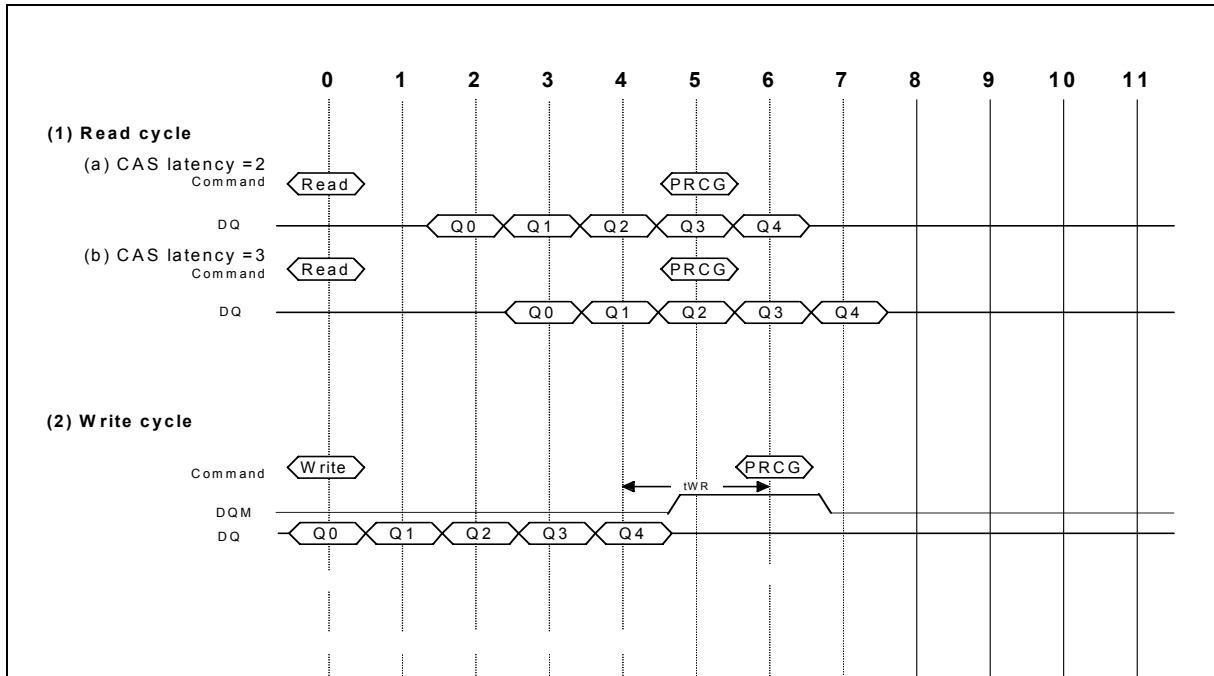 0 1 2 3 4 5 6 7 8 9 10 11
(1) Read cycle
(a) CAS latency =2
Command Read PRCG
DQ Q0 Q1 Q2 Q3 Q4
(b) CAS latency =3
Command Read PRCG
DQ Q0 Q1 Q2 Q3 Q4
(2) Write cycle
Command Write PRCG
tWR
DQM
DQ Q0 Q1 Q2 Q3 Q4